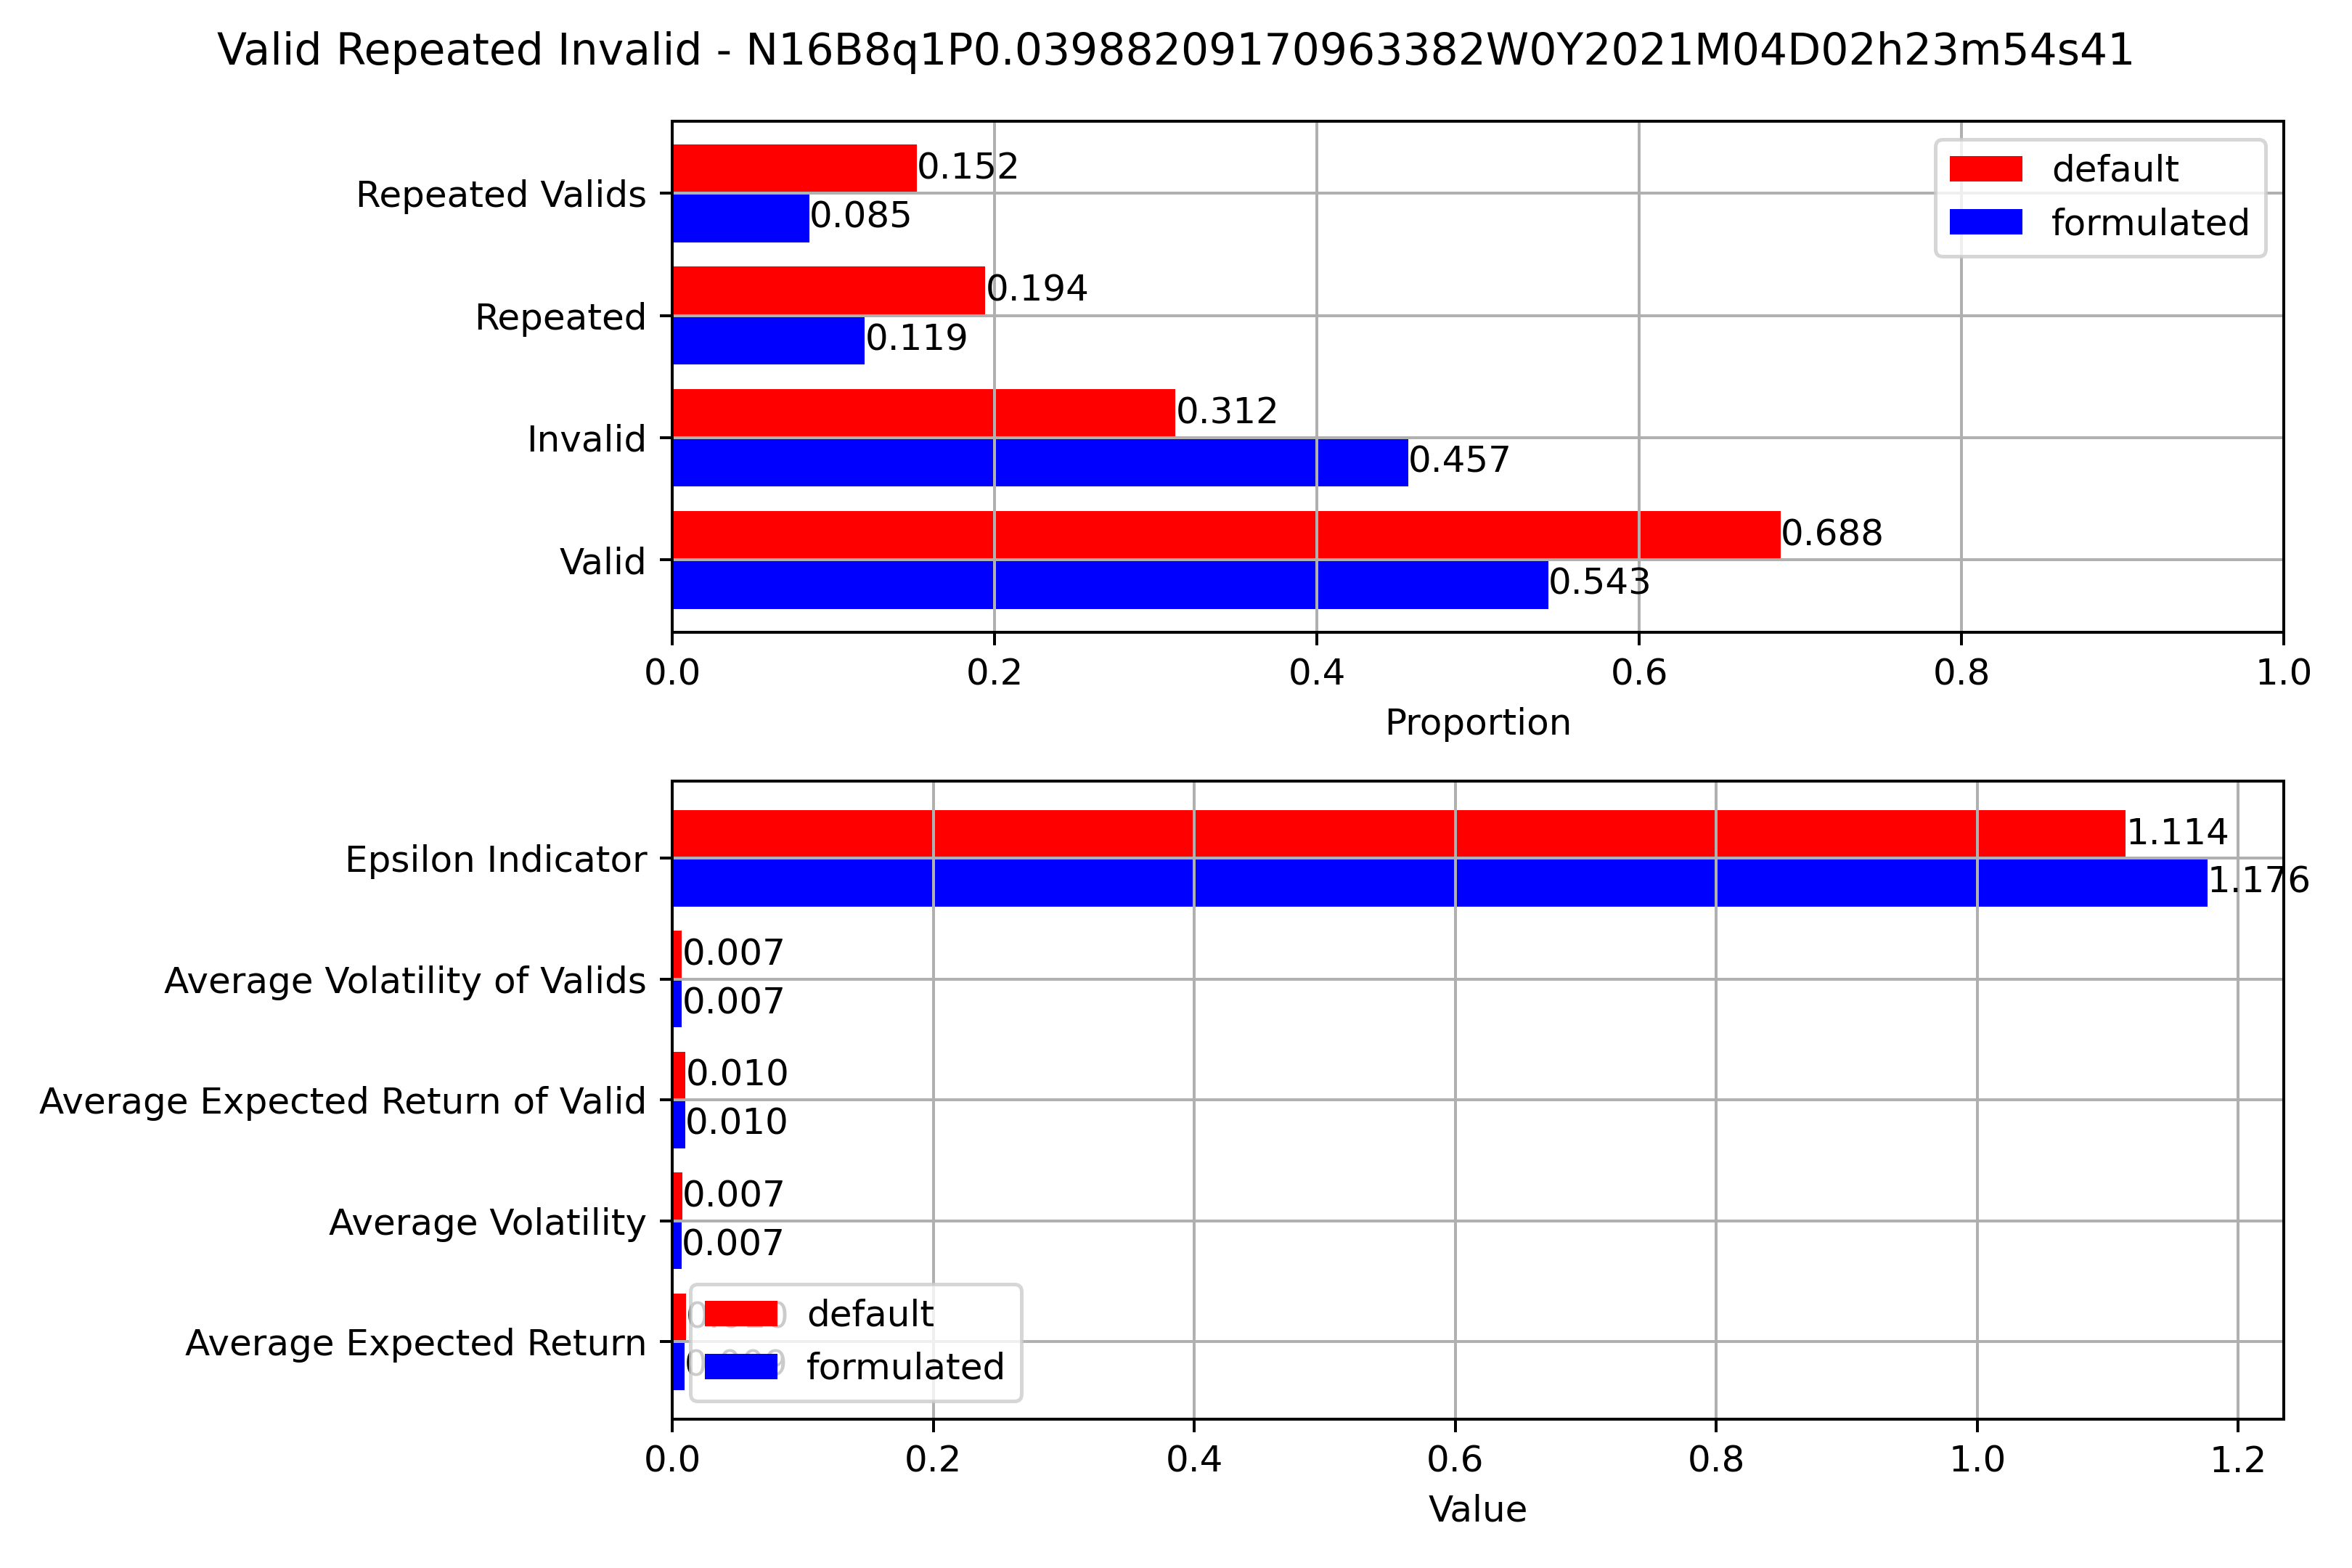 Valid Repeated Invalid - N16B8q1P0.03988209170963382W0Y2021M04D02h23m54s41
Repeated Valids
0.152
0.085
Repeated
0.194
0.119
Invalid
0.312
0.457
Valid
0.688
0.543
default
formulated
0.0 0.2 0.4 0.6 0.8 1.0
Proportion
Epsilon Indicator
1.114
1.176
Average Volatility of Valids
0.007
0.007
Average Expected Return of Valid
0.010
0.010
Average Volatility
0.007
0.007
Average Expected Return
default
formulated
0.0 0.2 0.4 0.6 0.8 1.0 1.2
Value